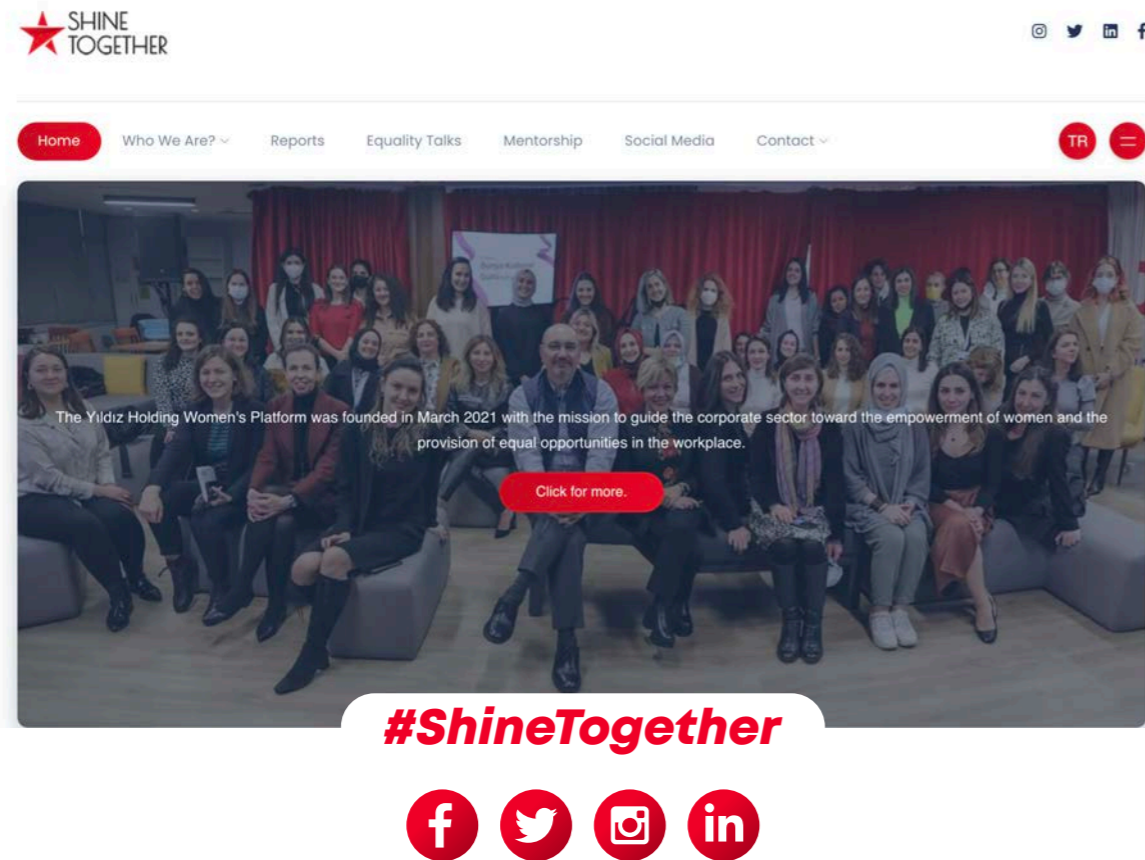 SHINE
TOGETHER
Home
Who We Are?
Reports
Equality Talks
Mentorship
Social Media
Contact
TR
The Yıldız Holding Women's Platform was founded in March 2021 with the mission to guide the corporate sector toward the empowerment of women and the
provision of equal opportunities in the workplace.
Click for more.
#ShineTogether